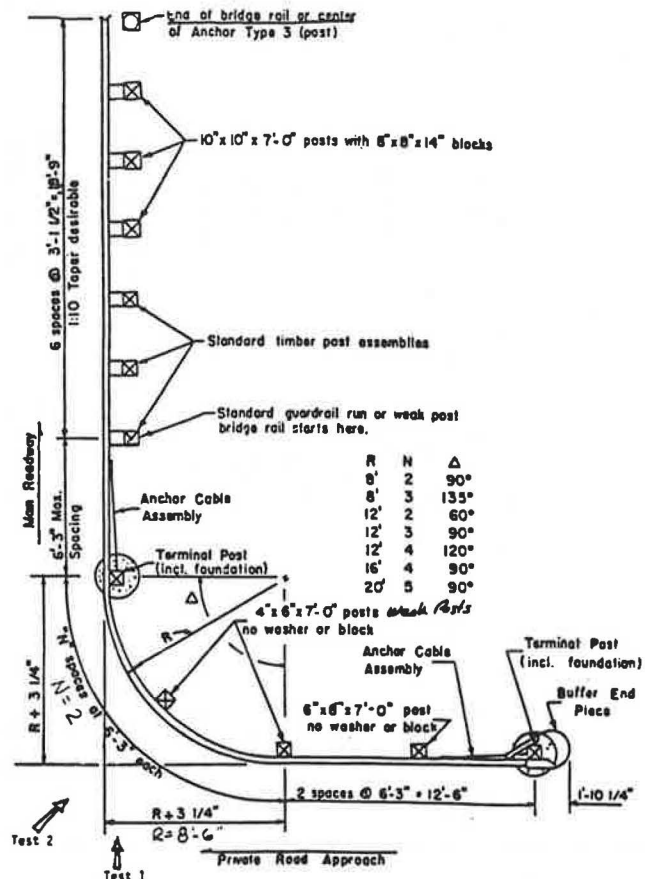 End of bridge rail or center
of Anchor Type 3 (post)
10"x 10"x 7'-0" posts with 8"x 8"x 14" blocks
6 spaces @ 3'-1 1/2" = 18'-9"
1:10 Taper desirable
Standard timber post assemblies
Standard guardrail run or weak post
bridge rail starts here.
Main Roadway
6'-3" Max.
Spacing
R N Δ
8' 2 90°
8' 3 135°
12' 2 60°
12' 3 90°
12' 4 120°
16' 4 90°
20' 5 90°
Anchor Cable
Assembly
Terminal Post
(incl. foundation)
Δ
R
4"x 6"x 7'-0" posts weak Posts
no washer or block
R + 3 1/4"
N = 2
spaces at 6'-3" each
Anchor Cable
Assembly
Terminal Post
(incl. foundation)
Buffer End
Piece
6"x 8"x 7'-0" post
no washer or block
2 spaces @ 6'-3" = 12'-6"
1'-10 1/4"
R + 3 1/4"
R = 8'-6"
Test 2
Test 1
Private Road Approach